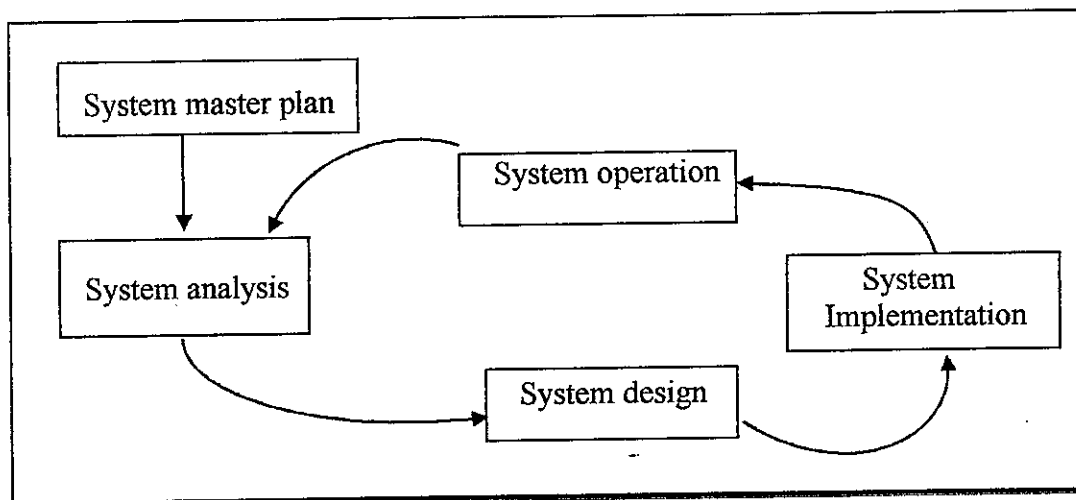 System master plan
System operation
System analysis
System
Implementation
System design